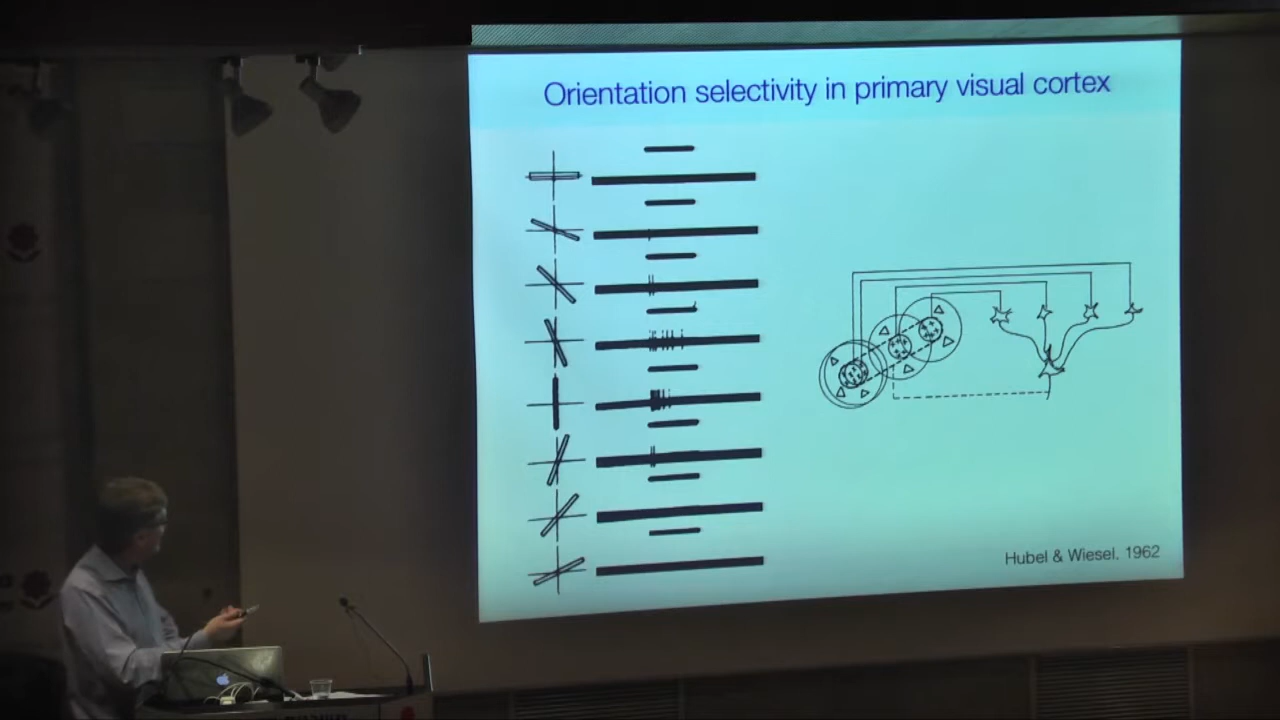 Orientation selectivity in primary visual cortex
Hubel & Wiesel. 1962